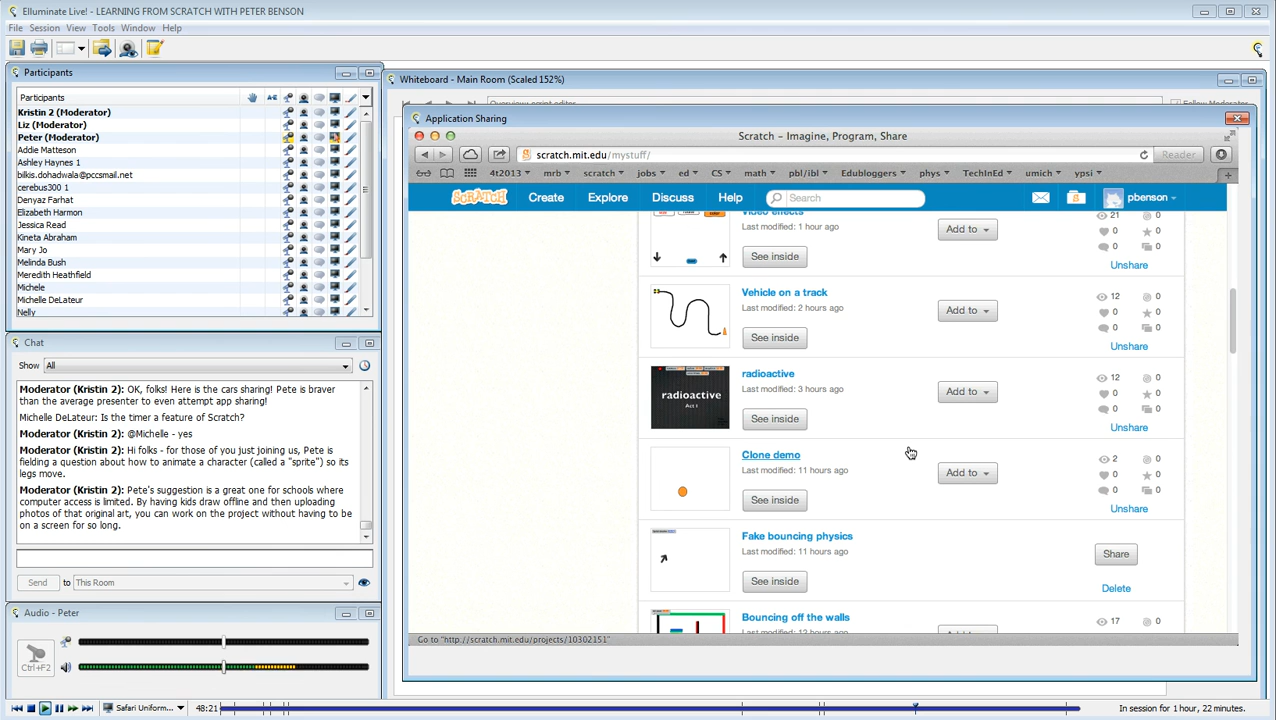 Elluminate Live! - LEARNING FROM SCRATCH WITH PETER BENSON
File Session View Tools Window Help
Participants
Participants
Kristin 2 (Moderator)
Liz (Moderator)
Peter (Moderator)
Addie Matteson
Ashley Haynes 1
bilkis.dohadwala@pccsmail.net
cerebus300 1
Denyaz Farhat
Elizabeth Harmon
Jessica Read
Kineta Abraham
Mary Jo
Melinda Bush
Meredith Heathfield
Michele
Michelle DeLateur
Nelly
Chat
Show All
Moderator (Kristin 2): OK, folks! Here is the cars sharing! Pete is braver
than the average presenter to even attempt app sharing!
Michelle DeLateur: Is the timer a feature of Scratch?
Moderator (Kristin 2): @Michelle - yes
Moderator (Kristin 2): Hi folks - for those of you just joining us, Pete is
fielding a question about how to animate a character (called a "sprite") so its
legs move.
Moderator (Kristin 2): Pete's suggestion is a great one for schools where
computer access is limited. By having kids draw offline and then uploading
photos of that original art, you can work on the project without having to be
on a screen for so long.
Send to This Room
Audio - Peter
Ctrl+F2
Whiteboard - Main Room (Scaled 152%)
Overview-script editor
Follow Moderator
Application Sharing
Scratch - Imagine, Program, Share
scratch.mit.edu/mystuff/
Reader
4t2013 mrb scratch jobs ed CS math pbl/ibl Edubloggers phys TechInEd umich ypsi
SCRATCH Create Explore Discuss Help Search pbenson
Video effects
Last modified: 1 hour ago
See inside
Add to
21 0
0 0
0 0
Unshare
Vehicle on a track
Last modified: 2 hours ago
See inside
Add to
12 0
0 0
0 0
Unshare
radioactive
Act I
radioactive
Last modified: 3 hours ago
See inside
Add to
12 0
0 0
0 0
Unshare
Clone demo
Last modified: 11 hours ago
See inside
Add to
2 0
0 0
0 0
Unshare
Fake bouncing physics
Last modified: 11 hours ago
See inside
Share
Delete
Bouncing off the walls
Last modified: 12 hours ago
17 0
Go to "http://scratch.mit.edu/projects/10302151"
Safari Uniform... 48:21 In session for 1 hour, 22 minutes.